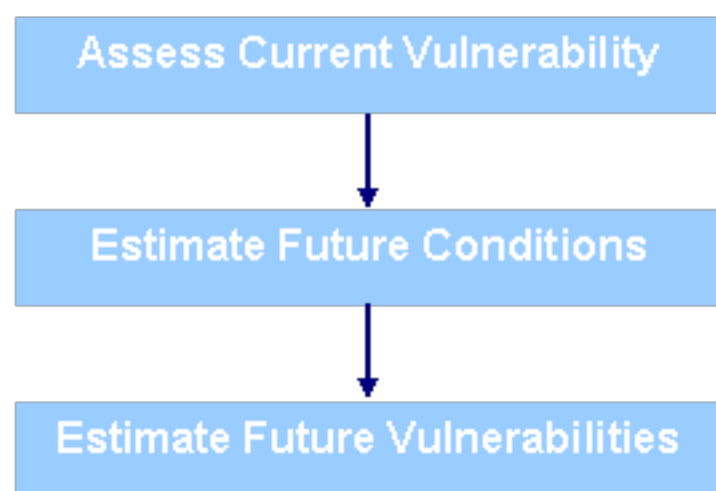 Assess Current Vulnerability
Estimate Future Conditions
Estimate Future Vulnerabilities